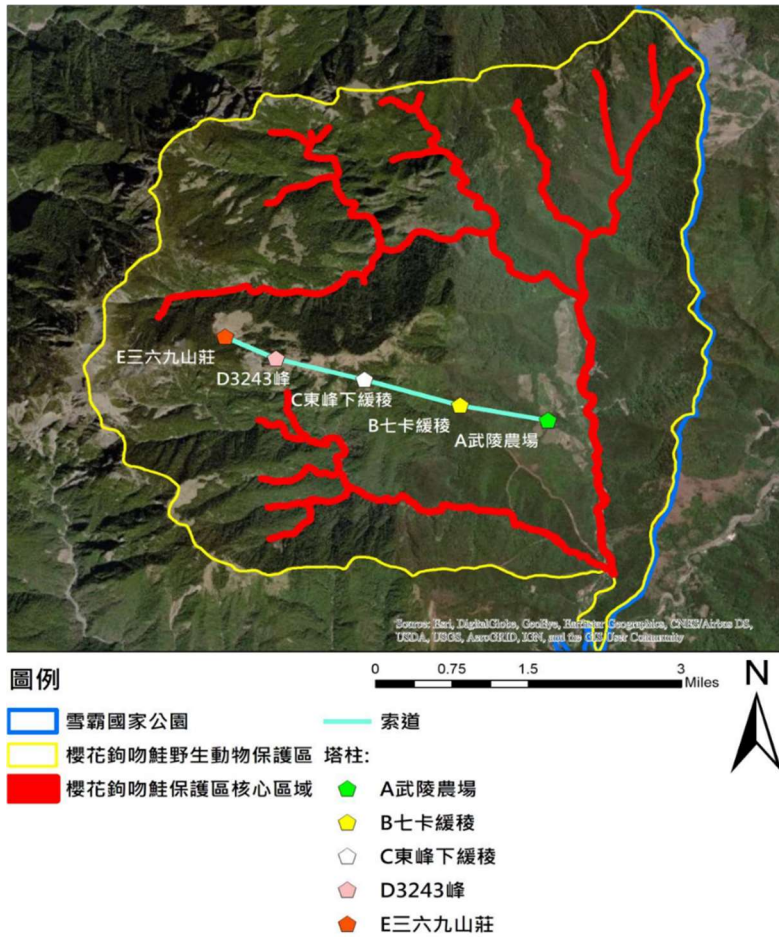 E三六九山莊
D3243峰
C東峰下緩稜
B七卡緩稜
A武陵農場
Source: Esri, DigitalGlobe, GeoEye, Earthstar Geographics, CNES/Airbus DS,
USDA, USGS, AeroGRID, IGN, and the GIS User Community
圖例
0 0.75 1.5 3
Miles
N
雪霸國家公園
索道
櫻花鉤吻鮭野生動物保護區
塔柱:
櫻花鉤吻鮭保護區核心區域
A武陵農場
B七卡緩稜
C東峰下緩稜
D3243峰
E三六九山莊